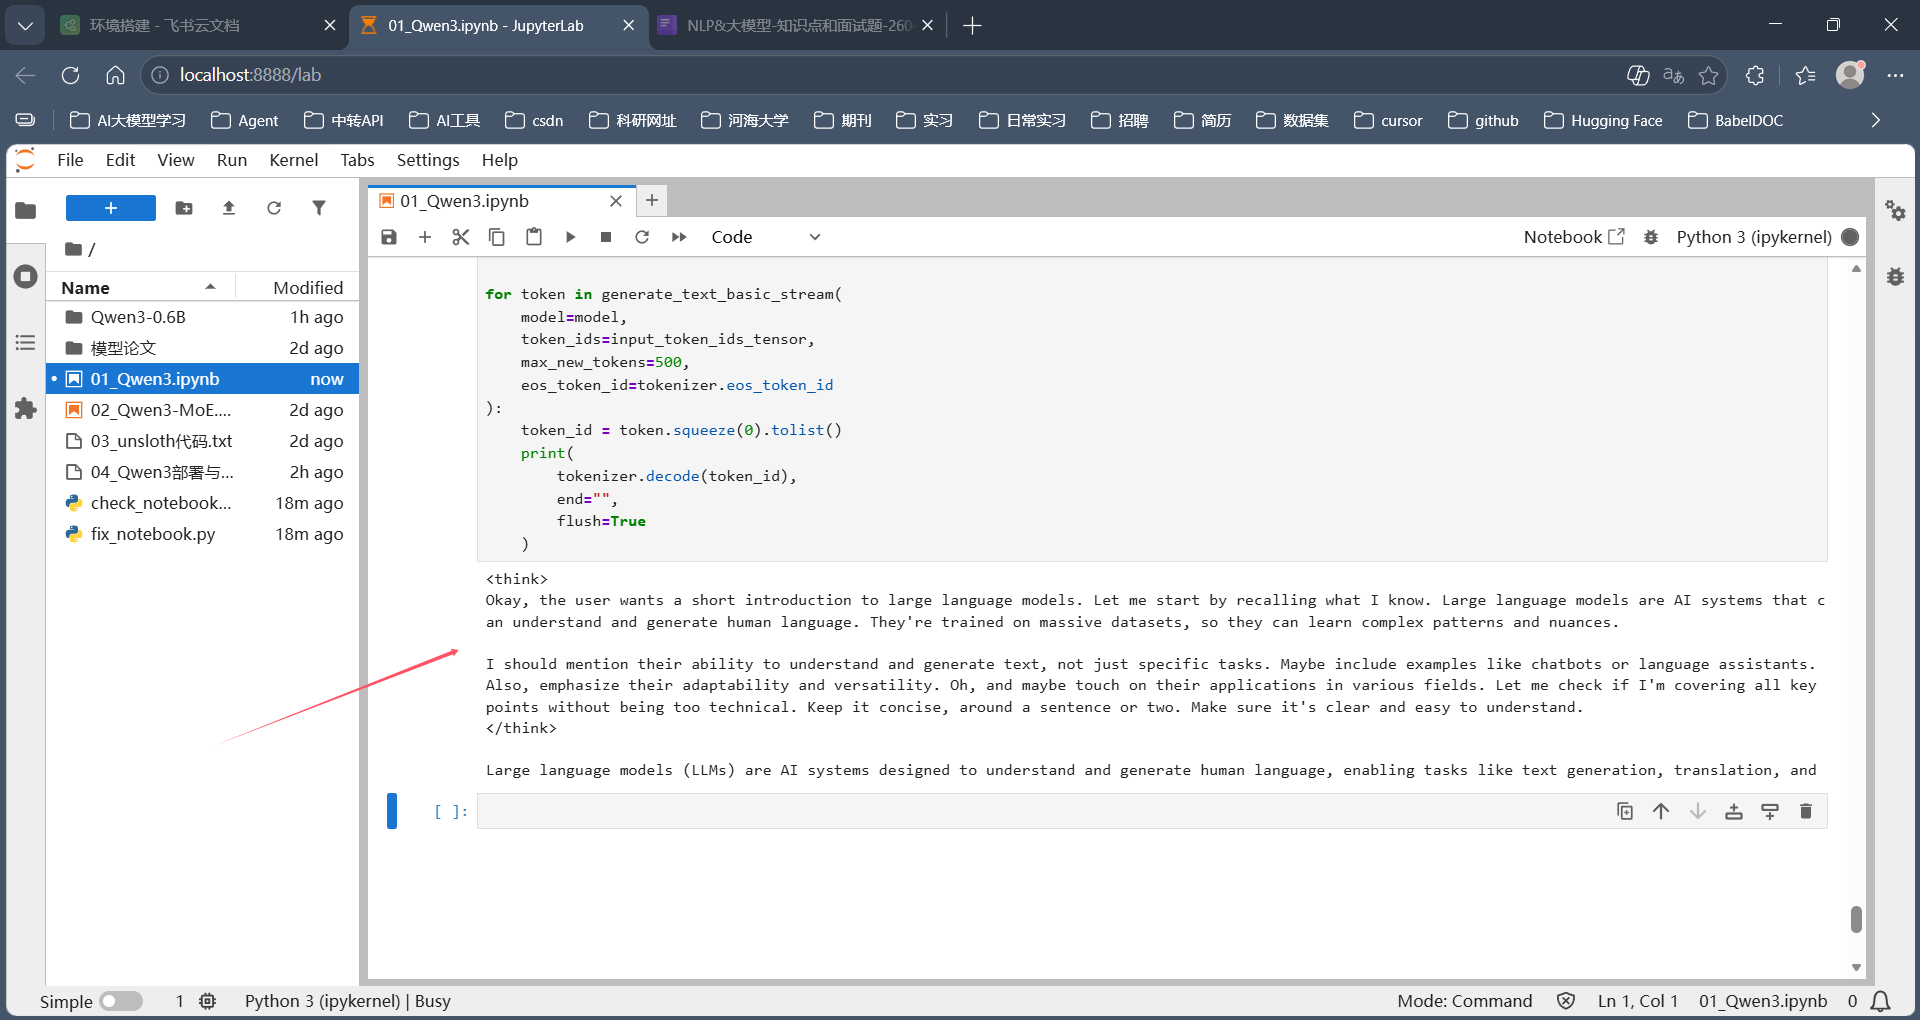 环境搭建 - 飞书云文档
01_Qwen3.ipynb - JupyterLab
NLP&大模型-知识点和面试题-260
localhost:8888/lab
AI大模型学习 Agent 中转API AI工具 csdn 科研网址 河海大学 期刊 实习 日常实习 招聘 简历 数据集 cursor github Hugging Face BabelDOC
File Edit View Run Kernel Tabs Settings Help
/
Name Modified
Qwen3-0.6B 1h ago
模型论文 2d ago
01_Qwen3.ipynb now
02_Qwen3-MoE.... 2d ago
03_unsloth代码.txt 2d ago
04_Qwen3部署与... 2h ago
check_notebook... 18m ago
fix_notebook.py 18m ago
01_Qwen3.ipynb
Code Notebook Python 3 (ipykernel)
for token in generate_text_basic_stream(
    model=model,
    token_ids=input_token_ids_tensor,
    max_new_tokens=500,
    eos_token_id=tokenizer.eos_token_id
):
    token_id = token.squeeze(0).tolist()
    print(
        tokenizer.decode(token_id),
        end="",
        flush=True
    )
<think>
Okay, the user wants a short introduction to large language models. Let me start by recalling what I know. Large language models are AI systems that c
an understand and generate human language. They're trained on massive datasets, so they can learn complex patterns and nuances.
I should mention their ability to understand and generate text, not just specific tasks. Maybe include examples like chatbots or language assistants.
Also, emphasize their adaptability and versatility. Oh, and maybe touch on their applications in various fields. Let me check if I'm covering all key
points without being too technical. Keep it concise, around a sentence or two. Make sure it's clear and easy to understand.
</think>
Large language models (LLMs) are AI systems designed to understand and generate human language, enabling tasks like text generation, translation, and
[ ]:
Simple 1 Python 3 (ipykernel) | Busy Mode: Command Ln 1, Col 1 01_Qwen3.ipynb 0